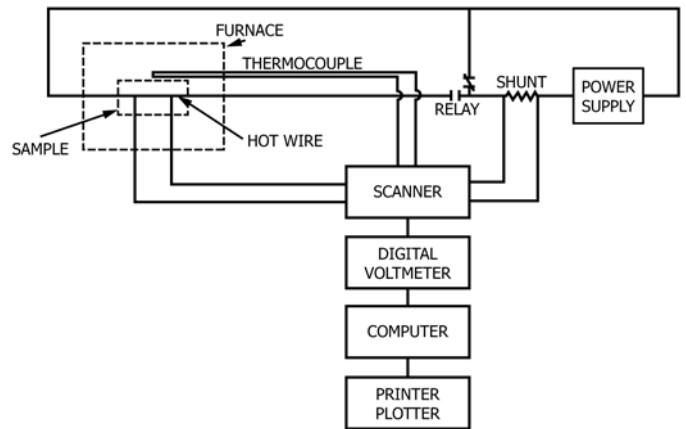 FURNACE
THERMOCOUPLE
SHUNT
POWER
SUPPLY
RELAY
SAMPLE
HOT WIRE
SCANNER
DIGITAL
VOLTMETER
COMPUTER
PRINTER
PLOTTER